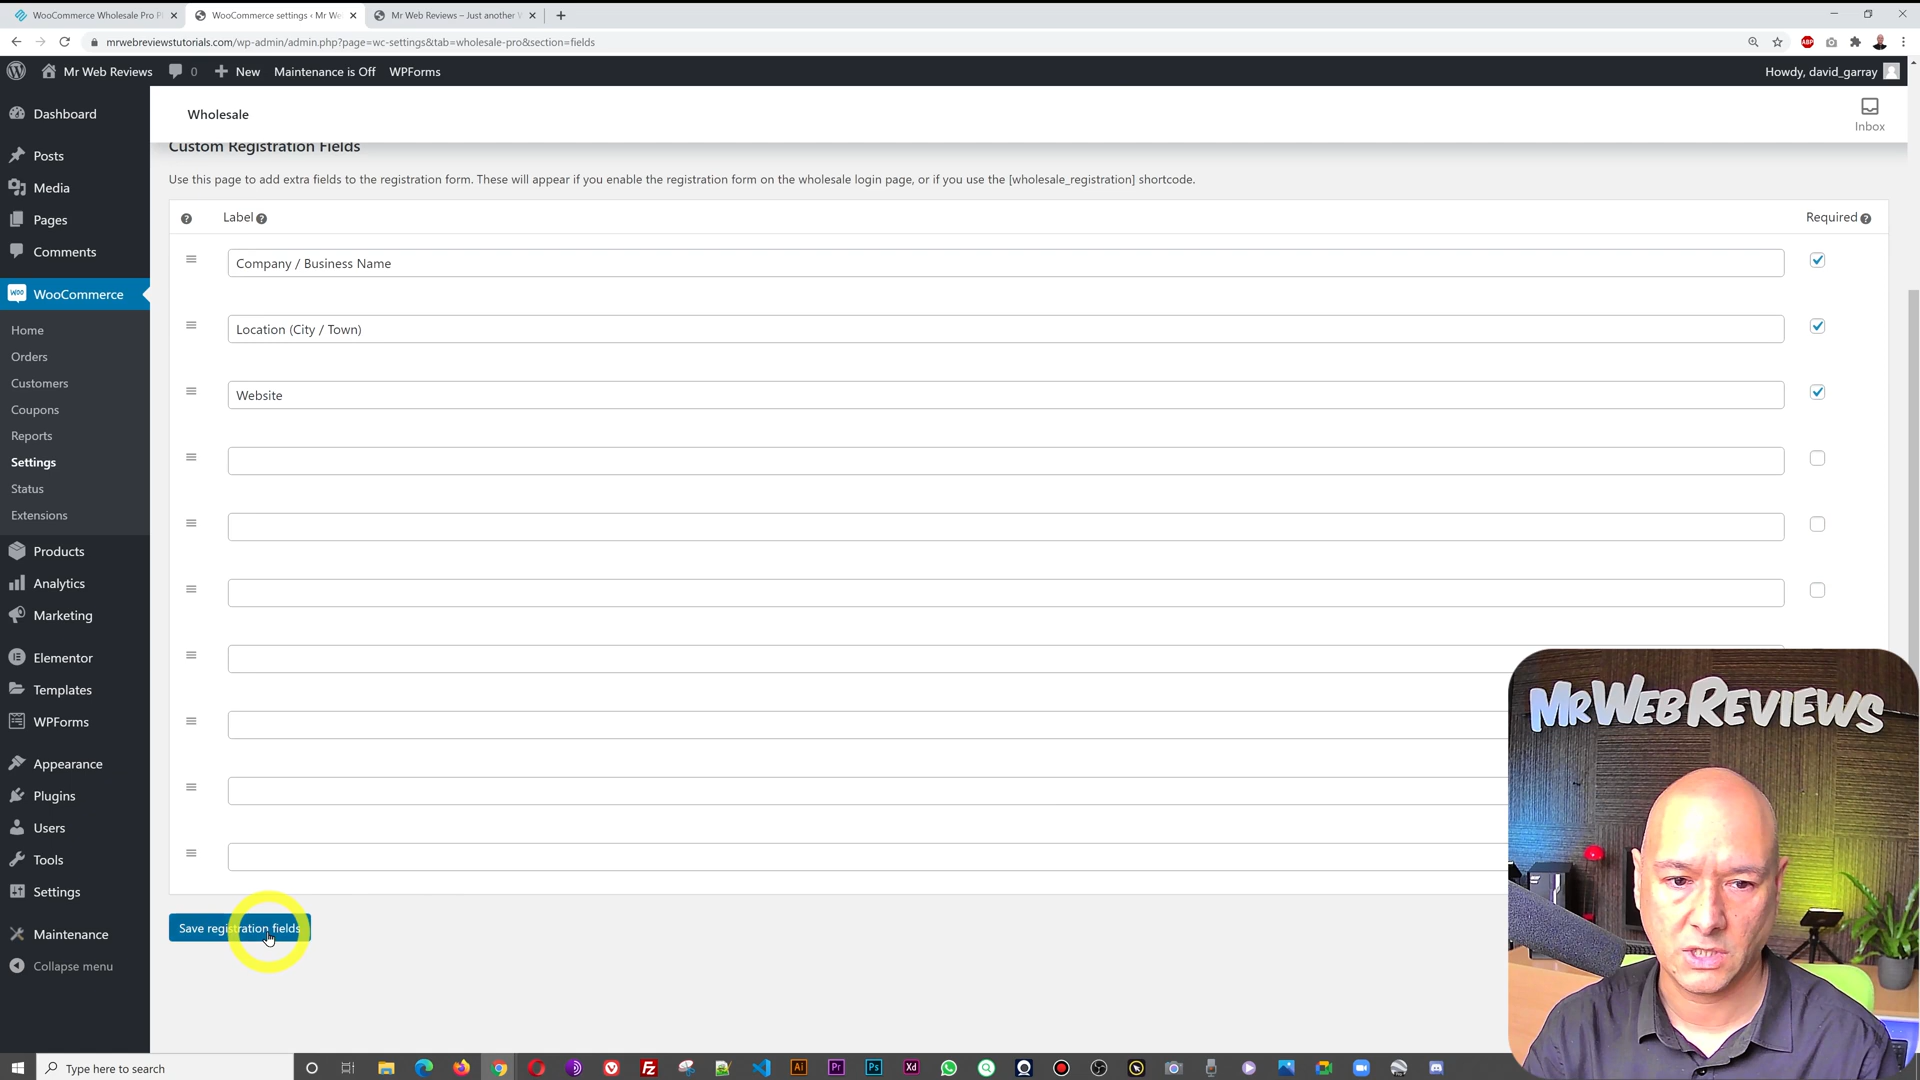 WooCommerce Wholesale Pro P
WooCommerce settings ‹ Mr We
Mr Web Reviews – Just another
mrwebreviewstutorials.com/wp-admin/admin.php?page=wc-settings&tab=wholesale-pro&section=fields
ABP
Mr Web Reviews
0
New
Maintenance is Off
WPForms
Howdy, david_garray
Dashboard
Posts
Media
Pages
Comments
WooCommerce
Home
Orders
Customers
Coupons
Reports
Settings
Status
Extensions
Products
Analytics
Marketing
Elementor
Templates
WPForms
Appearance
Plugins
Users
Tools
Settings
Maintenance
Collapse menu
Wholesale
Inbox
Custom Registration Fields
Use this page to add extra fields to the registration form. These will appear if you enable the registration form on the wholesale login page, or if you use the [wholesale_registration] shortcode.
Label
Required
Company / Business Name
Location (City / Town)
Website
Save registration fields
MrWebReviews
Type here to search
Ai
Pr
Ps
Xd